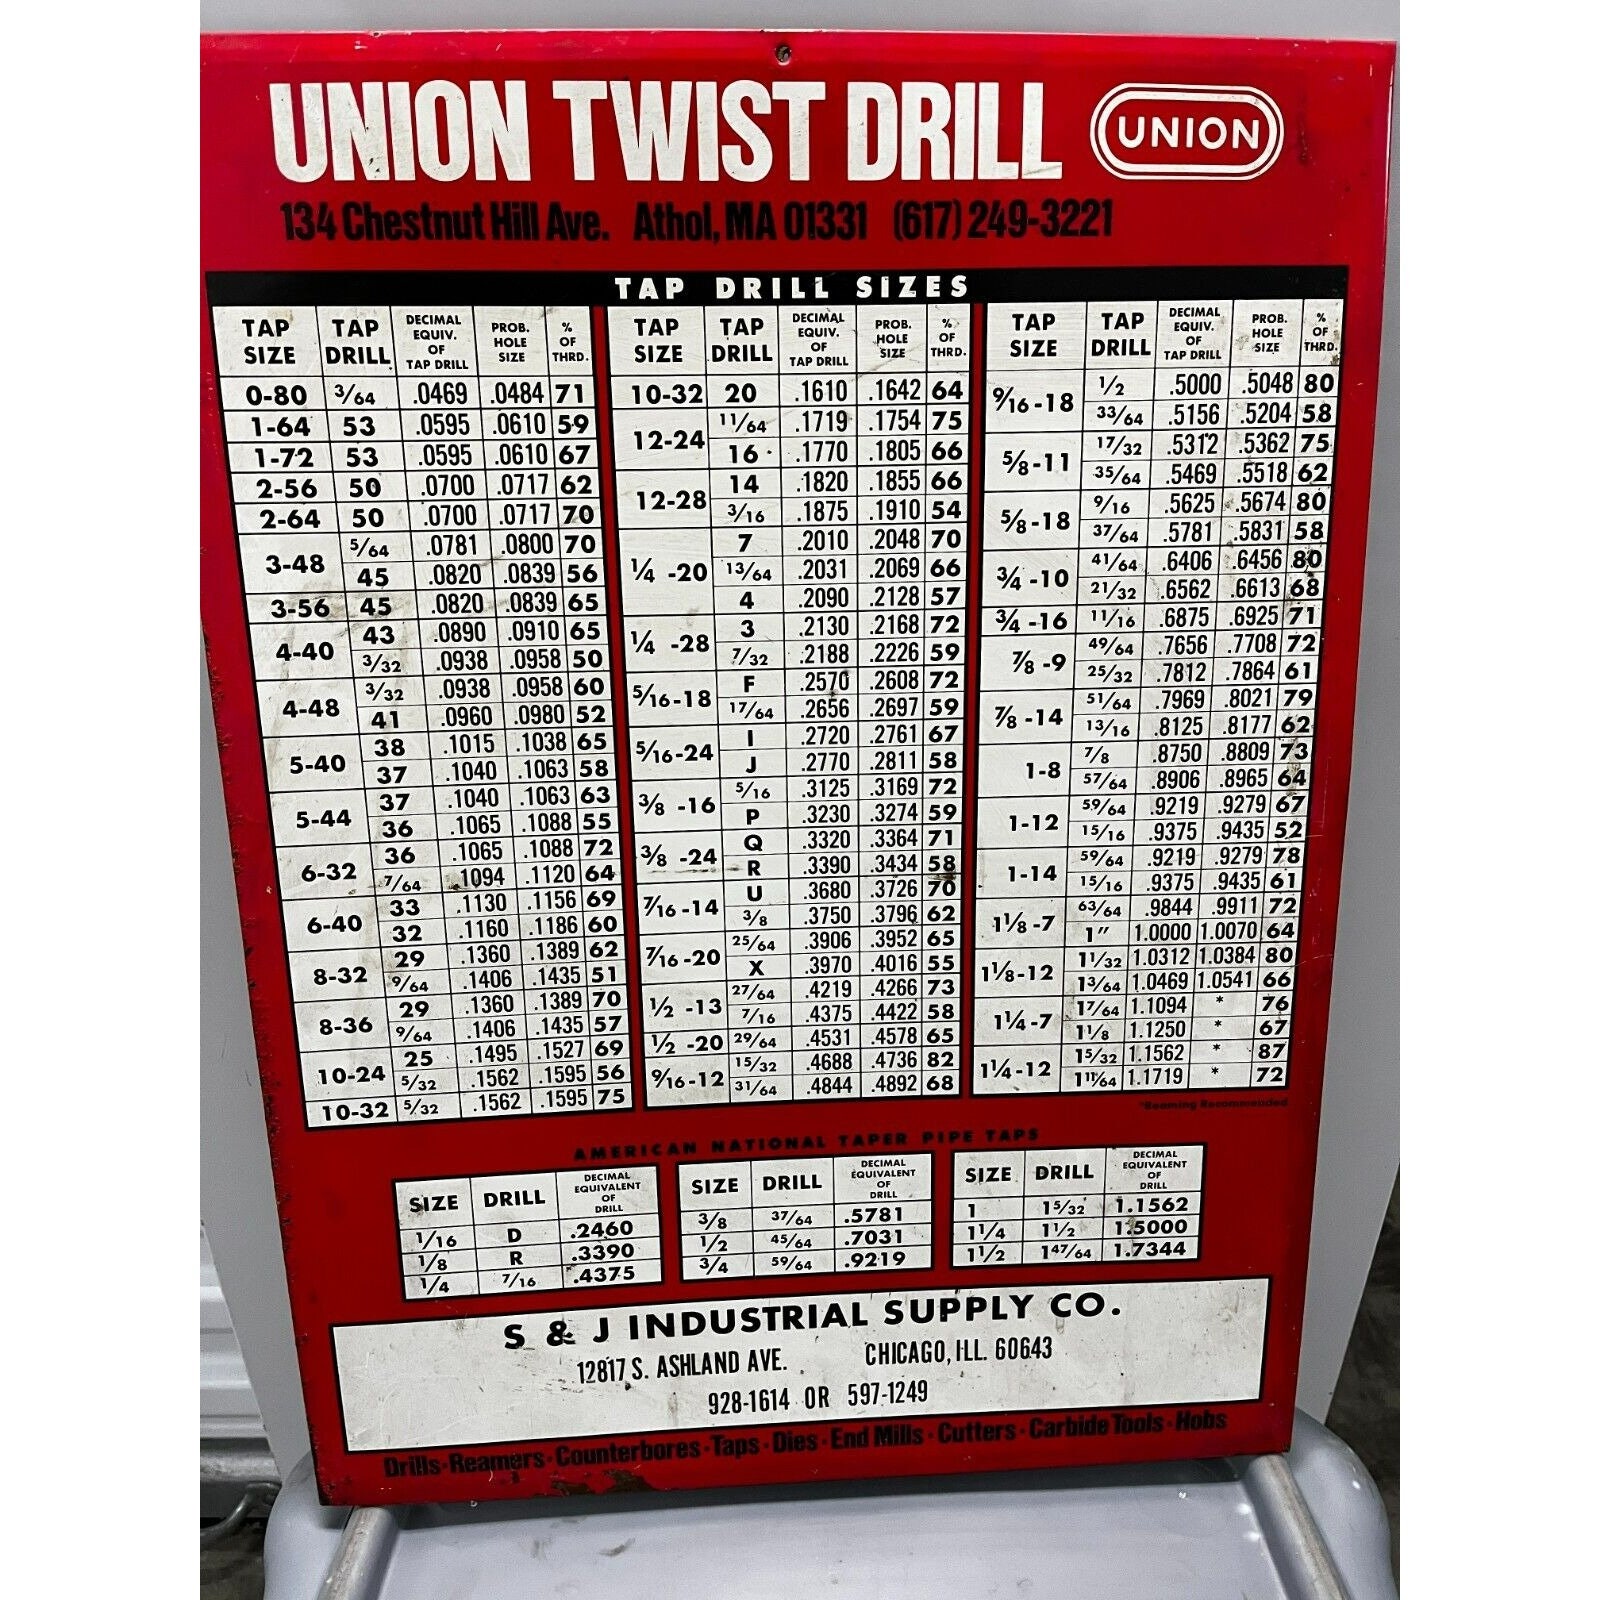 UNION TWIST DRILL UNION
134 Chestnut Hill Ave. Athol, MA 01331 (617) 249-3221
TAP DRILL SIZES
TAP SIZE TAP DRILL DECIMAL EQUIV. OF TAP DRILL PROB. HOLE SIZE % OF THRD.
0-80 3/64 .0469 .0484 71
1-64 53 .0595 .0610 59
1-72 53 .0595 .0610 67
2-56 50 .0700 .0717 62
2-64 50 .0700 .0717 70
3-48 5/64 .0781 .0800 70
45 .0820 .0839 56
3-56 45 .0820 .0839 65
4-40 43 .0890 .0910 65
3/32 .0938 .0958 50
4-48 3/32 .0938 .0958 60
41 .0960 .0980 52
5-40 38 .1015 .1038 65
37 .1040 .1063 58
5-44 37 .1040 .1063 63
36 .1065 .1088 55
6-32 36 .1065 .1088 72
7/64 .1094 .1120 64
6-40 33 .1130 .1156 69
32 .1160 .1186 60
8-32 29 .1360 .1389 62
9/64 .1406 .1435 51
8-36 29 .1360 .1389 70
9/64 .1406 .1435 57
10-24 25 .1495 .1527 69
5/32 .1562 .1595 56
10-32 5/32 .1562 .1595 75
TAP SIZE TAP DRILL DECIMAL EQUIV. OF TAP DRILL PROB. HOLE SIZE % OF THRD.
10-32 20 .1610 .1642 64
12-24 11/64 .1719 .1754 75
16 .1770 .1805 66
12-28 14 .1820 .1855 66
3/16 .1875 .1910 54
1/4 -20 7 .2010 .2048 70
13/64 .2031 .2069 66
4 .2090 .2128 57
1/4 -28 3 .2130 .2168 72
7/32 .2188 .2226 59
5/16-18 F .2570 .2608 72
17/64 .2656 .2697 59
5/16-24 I .2720 .2761 67
J .2770 .2811 58
3/8 -16 5/16 .3125 .3169 72
P .3230 .3274 59
3/8 -24 Q .3320 .3364 71
R .3390 .3434 58
7/16-14 U .3680 .3726 70
3/8 .3750 .3796 62
7/16-20 25/64 .3906 .3952 65
X .3970 .4016 55
1/2 -13 27/64 .4219 .4266 73
7/16 .4375 .4422 58
1/2 -20 29/64 .4531 .4578 65
9/16-12 15/32 .4688 .4736 82
31/64 .4844 .4892 68
TAP SIZE TAP DRILL DECIMAL EQUIV. OF TAP DRILL PROB. HOLE SIZE % OF THRD.
9/16-18 1/2 .5000 .5048 80
33/64 .5156 .5204 58
5/8-11 17/32 .5312 .5362 75
35/64 .5469 .5518 62
5/8-18 9/16 .5625 .5674 80
37/64 .5781 .5831 58
3/4 -10 41/64 .6406 .6456 80
21/32 .6562 .6613 68
3/4 -16 11/16 .6875 .6925 71
7/8 -9 49/64 .7656 .7708 72
25/32 .7812 .7864 61
7/8 -14 51/64 .7969 .8021 79
13/16 .8125 .8177 62
1-8 7/8 .8750 .8809 73
57/64 .8906 .8965 64
1-12 59/64 .9219 .9279 67
15/16 .9375 .9435 52
1-14 59/64 .9219 .9279 78
15/16 .9375 .9435 61
1 1/8 -7 63/64 .9844 .9911 72
1" 1.0000 1.0070 64
1 1/8-12 1 1/32 1.0312 1.0384 80
1 3/64 1.0469 1.0541 66
1 1/4 -7 1 7/64 1.1094 * 76
1 1/8 1.1250 * 67
1 1/4 -12 1 5/32 1.1562 * 87
1 11/64 1.1719 * 72
*Reaming Recommended
AMERICAN NATIONAL TAPER PIPE TAPS
SIZE DRILL DECIMAL EQUIVALENT OF DRILL
1/16 D .2460
1/8 R .3390
1/4 7/16 .4375
SIZE DRILL DECIMAL EQUIVALENT OF DRILL
3/8 37/64 .5781
1/2 45/64 .7031
3/4 59/64 .9219
SIZE DRILL DECIMAL EQUIVALENT OF DRILL
1 1 5/32 1.1562
1 1/4 1 1/2 1.5000
1 1/2 1 47/64 1.7344
S & J INDUSTRIAL SUPPLY CO.
12817 S. ASHLAND AVE. CHICAGO, ILL. 60643
928-1614 OR 597-1249
Drills·Reamers·Counterbores·Taps·Dies·End Mills·Cutters·Carbide Tools·Hobs